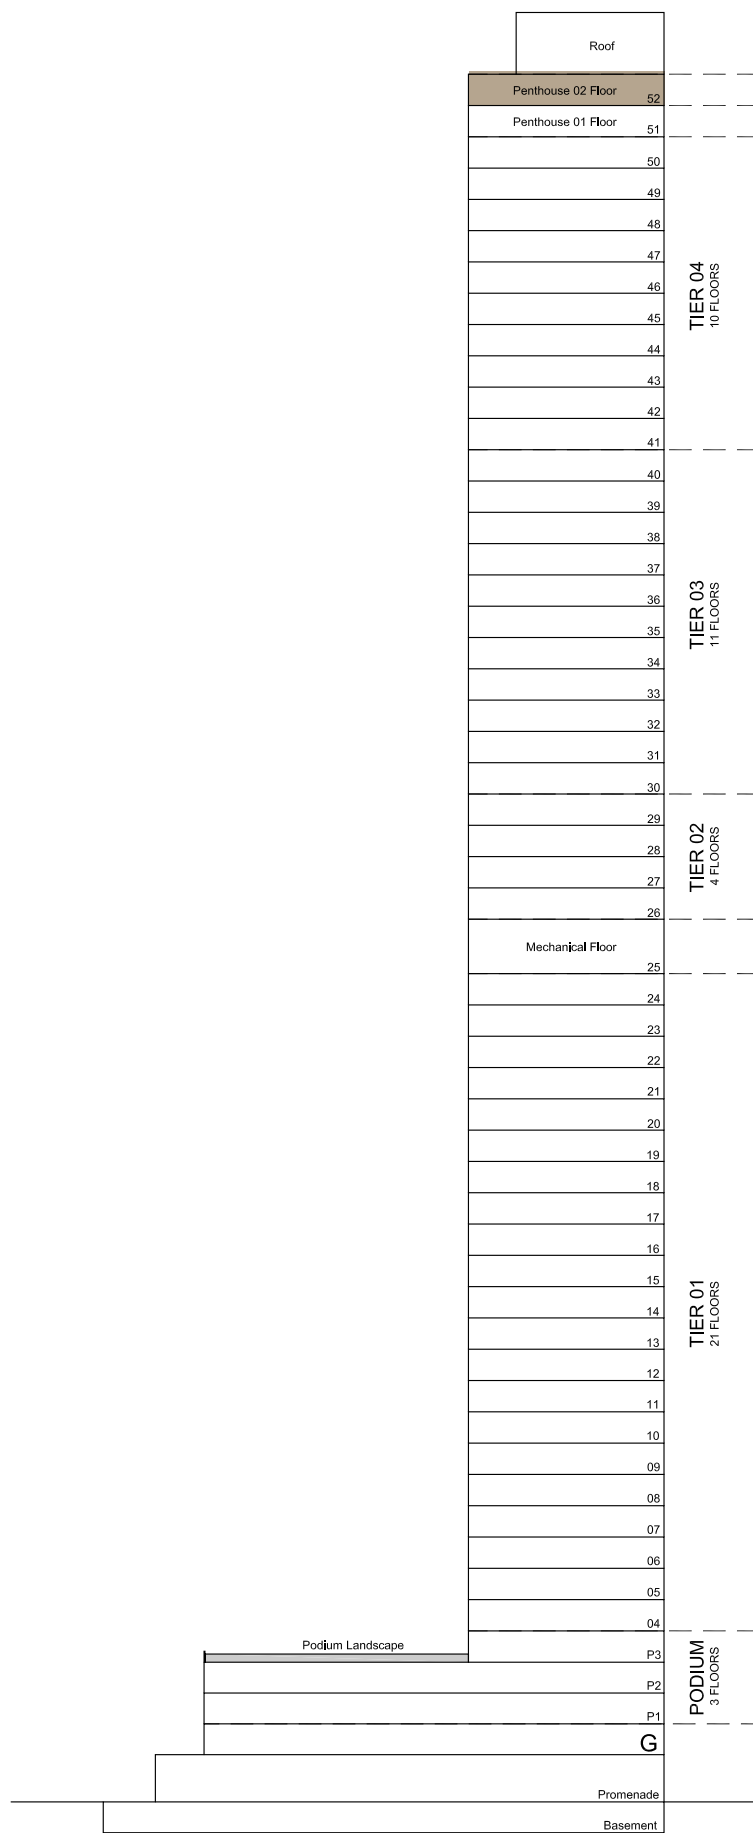 Roof
Penthouse 02 Floor
52
Penthouse 01 Floor
51
50
49
48
47
46
45
44
43
42
41
TIER 04
10 FLOORS
40
39
38
37
36
35
34
33
32
31
30
TIER 03
11 FLOORS
29
28
27
26
TIER 02
4 FLOORS
Mechanical Floor
25
24
23
22
21
20
19
18
17
16
15
14
13
12
11
10
09
08
07
06
05
04
TIER 01
21 FLOORS
Podium Landscape
P3
P2
P1
PODIUM
3 FLOORS
G
Promenade
Basement